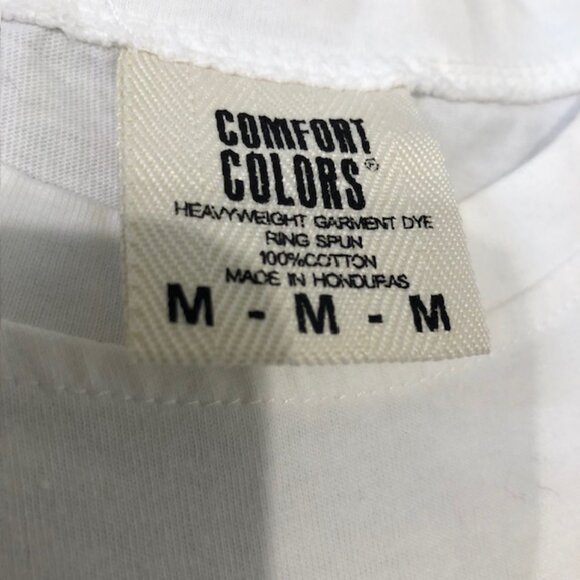 COMFORT
COLORS®
HEAVYWEIGHT GARMENT DYE
RING SPUN
100%COTTON
MADE IN HONDURAS
M - M - M